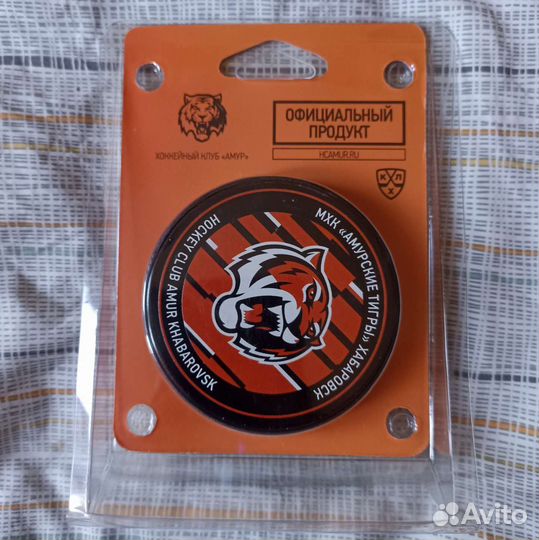 ХОККЕЙНЫЙ КЛУБ «АМУР»
ОФИЦИАЛЬНЫЙ
ПРОДУКТ
HCAMUR.RU
КХЛ
МХК «АМУРСКИЕ ТИГРЫ» ХАБАРОВСК
HOCKEY CLUB AMUR KHABAROVSK
Avito